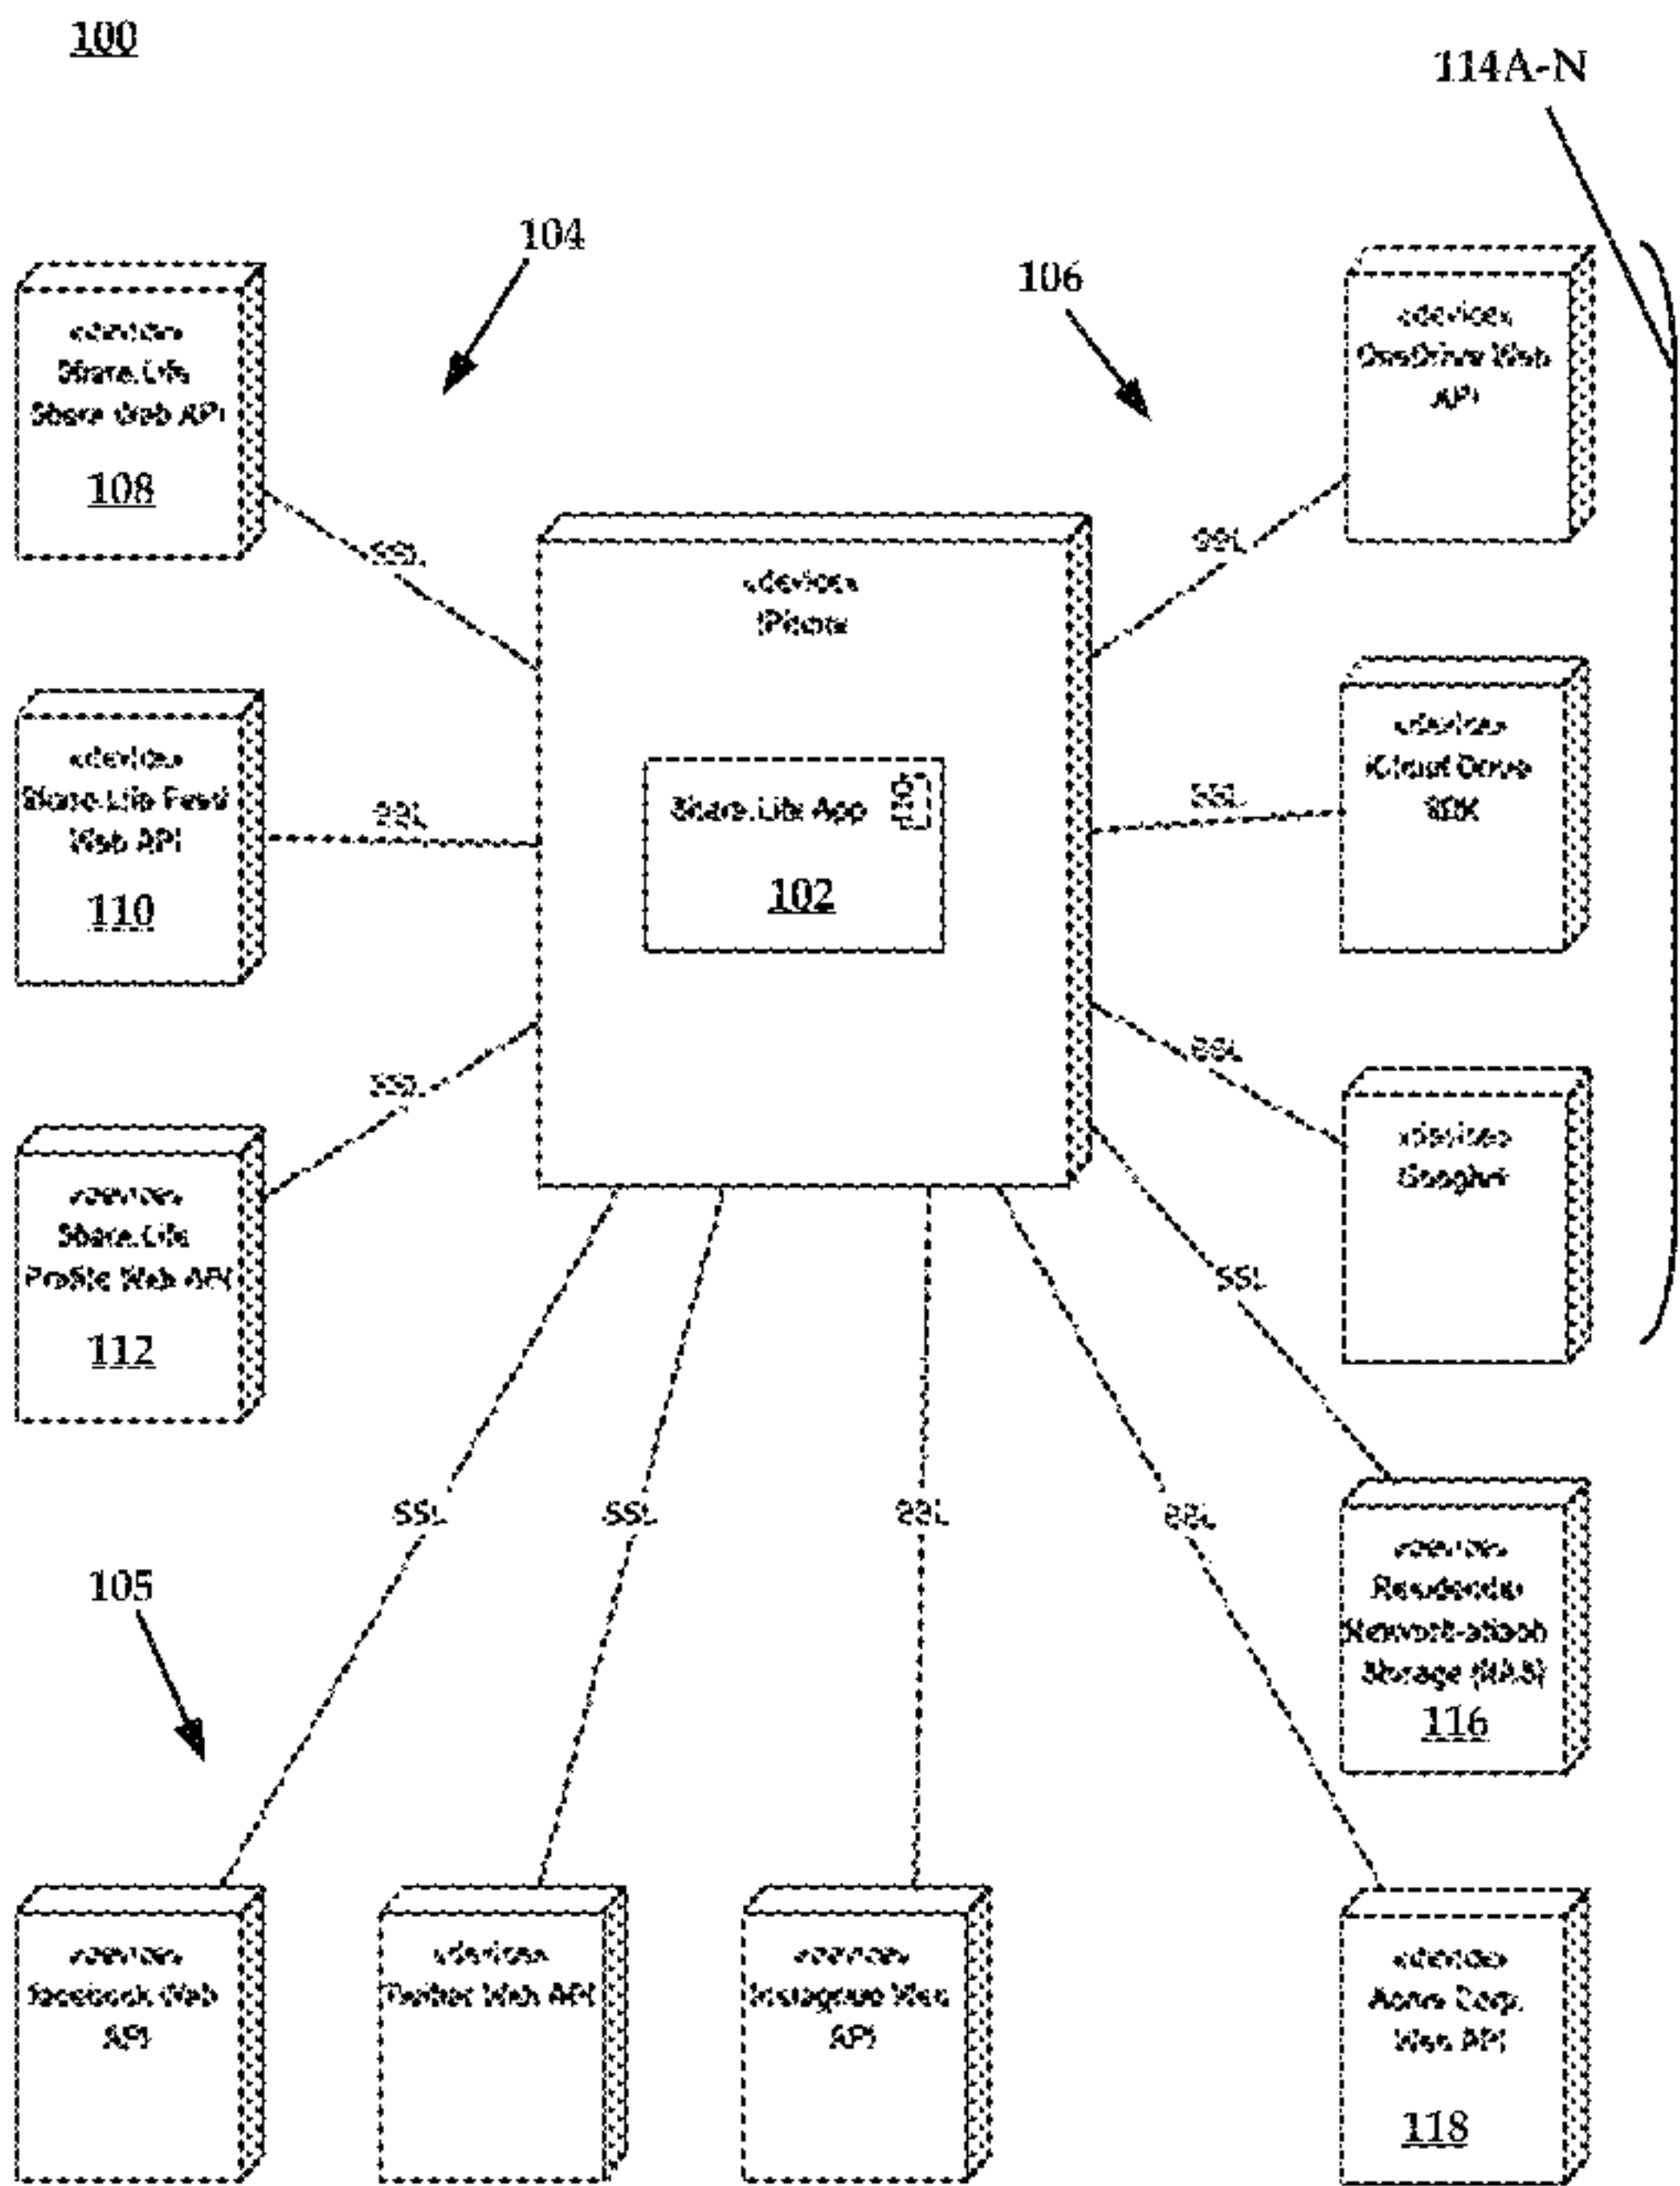 100
114A-N
104
106
«device»
Share.Life
Share Web API
108
«device»
OneDrive Web
API
SSL
SSL
«device»
iPhone
«device»
Share.Life Feed
Web API
110
SSL
Share.Life App
102
SSL
«device»
iCloud Drive
SDK
SSL
SSL
«device»
Share.Life
Profile Web API
112
«device»
SSL
SSL
SSL
SSL
SSL
105
«device»
Residential
Network-attach
Storage (NAS)
116
«device»
facebook Web
API
«device»
Twitter Web API
«device»
Instagram Web
API
«device»
Acme Corp.
Web API
118